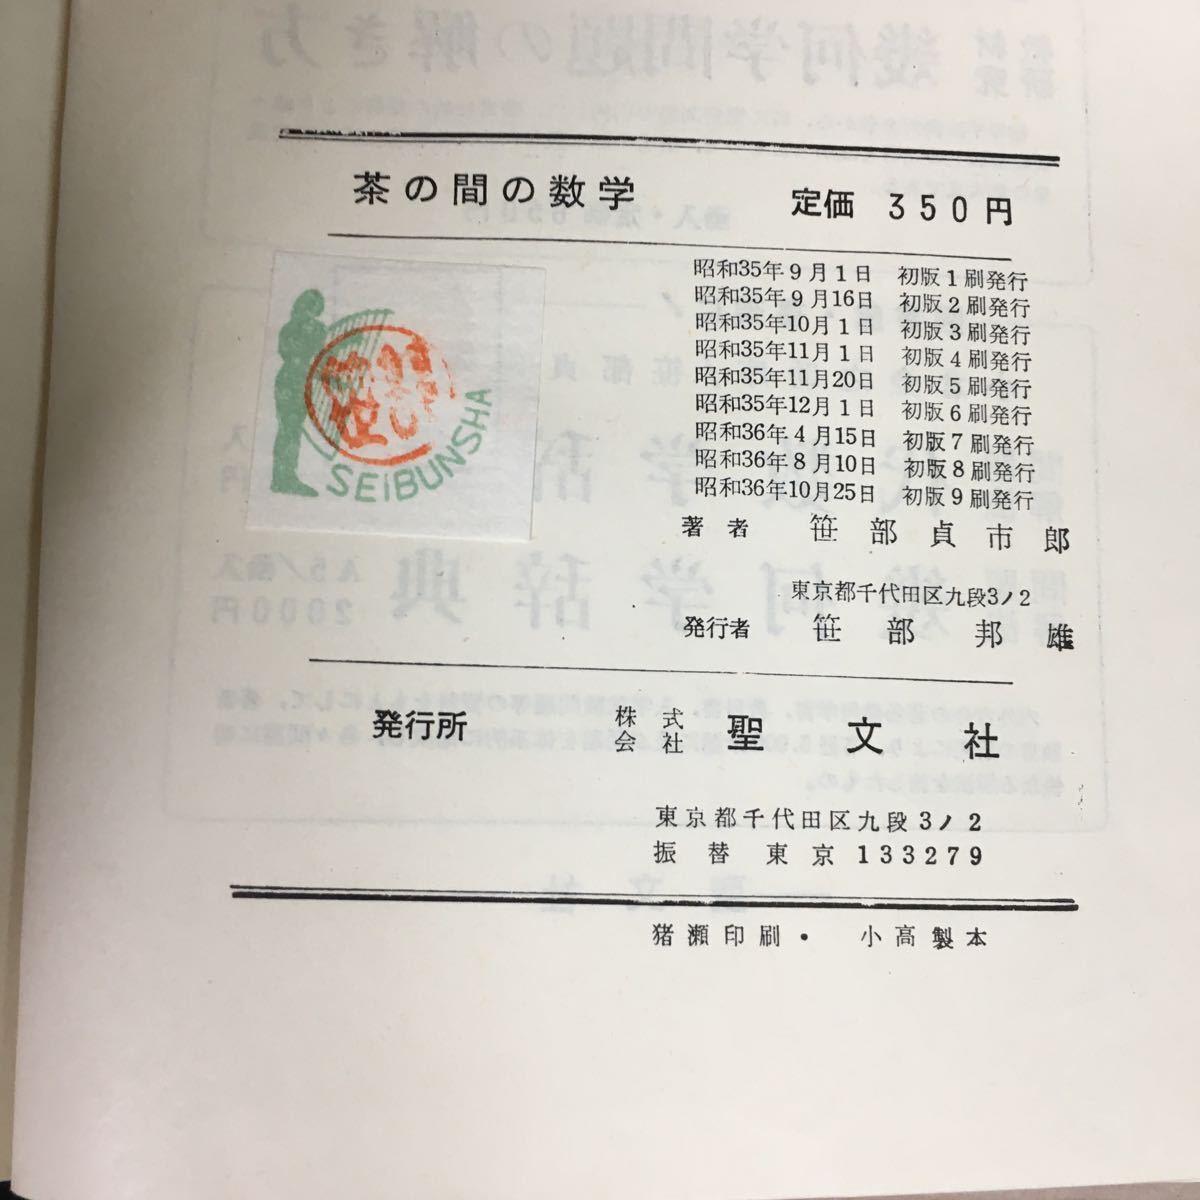 茶の間の数学 定価 350円
昭和35年9月1日 初版1刷発行
昭和35年9月16日 初版2刷発行
昭和35年10月1日 初版3刷発行
昭和35年11月1日 初版4刷発行
昭和35年11月20日 初版5刷発行
昭和35年12月1日 初版6刷発行
昭和36年4月15日 初版7刷発行
昭和36年8月10日 初版8刷発行
昭和36年10月25日 初版9刷発行
SEIBUNSHA
著者 笹部貞市郎
東京都千代田区九段3ノ2
発行者 笹部邦雄
発行所 株式会社 聖文社
東京都千代田区九段3ノ2
振替東京133279
猪瀬印刷・小高製本